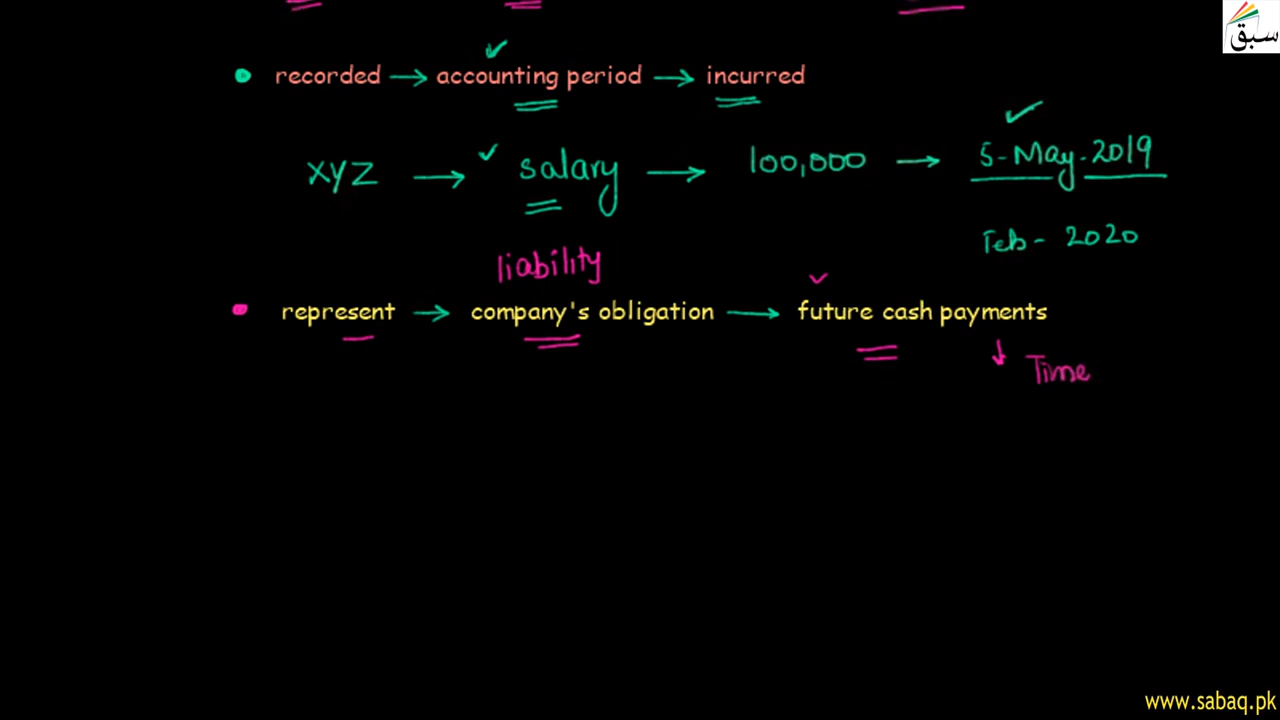 سبق
recorded → accounting period → incurred
xyz → salary → 100,000 → 5-May-2019
Feb - 2020
liability
represent → company's obligation → future cash payments
Time
www.sabaq.pk